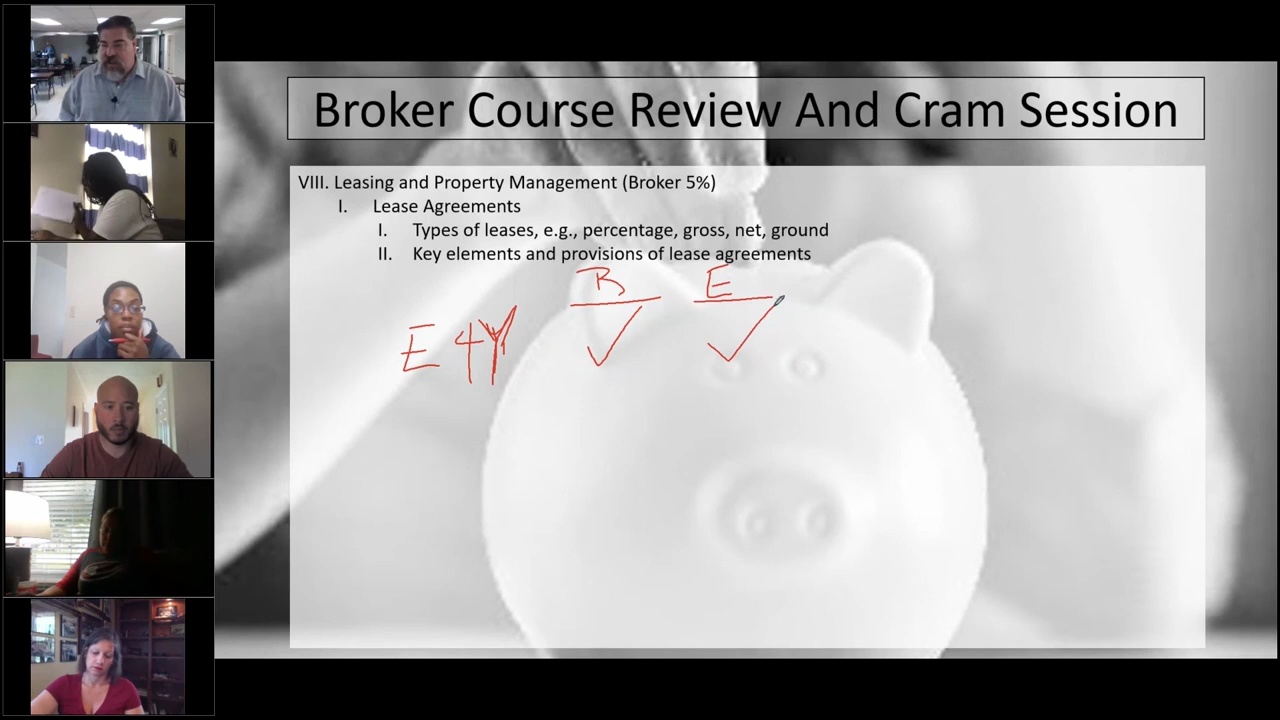 Broker Course Review And Cram Session
VIII. Leasing and Property Management (Broker 5%)
I. Lease Agreements
I. Types of leases, e.g., percentage, gross, net, ground
II. Key elements and provisions of lease agreements
B E
E 4Y